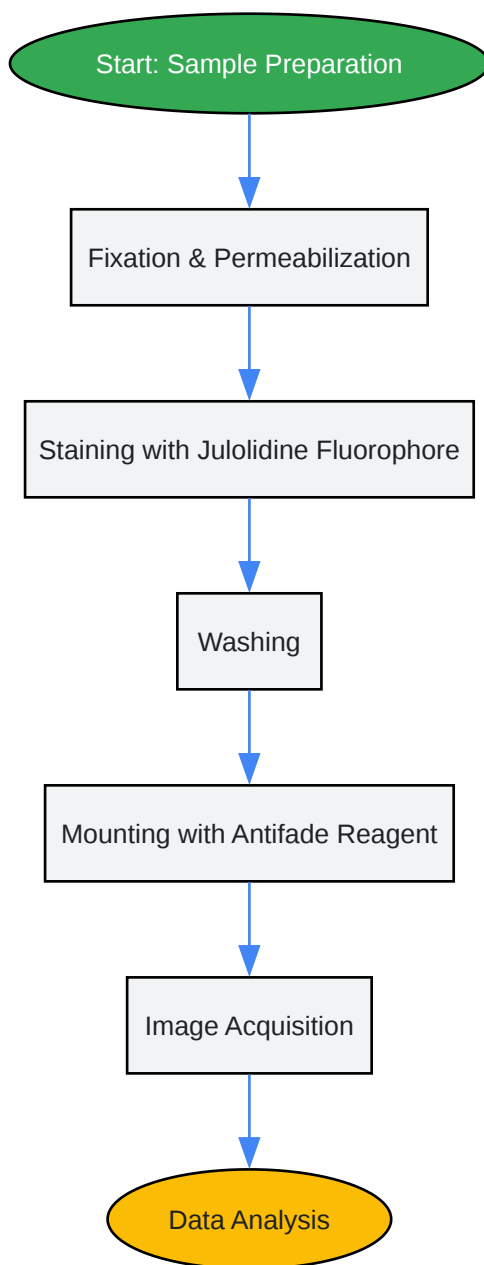 Start: Sample Preparation
Fixation & Permeabilization
Staining with Julolidine Fluorophore
Washing
Mounting with Antifade Reagent
Image Acquisition
Data Analysis